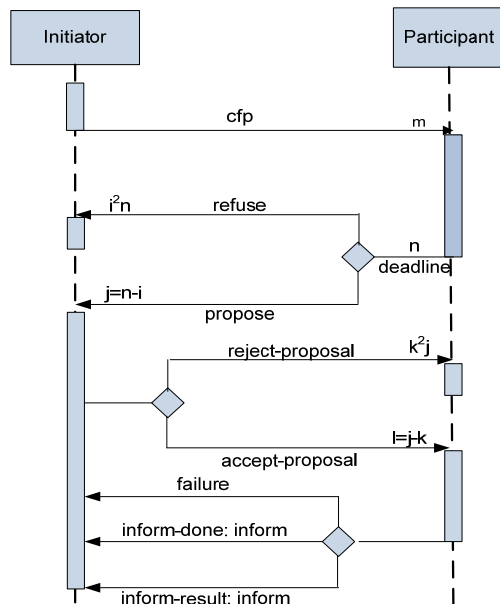 Initiator
Participant
cfp
m
i²n
refuse
n
deadline
j=n-i
propose
reject-proposal
k²j
l=j-k
accept-proposal
failure
inform-done: inform
inform-result: inform